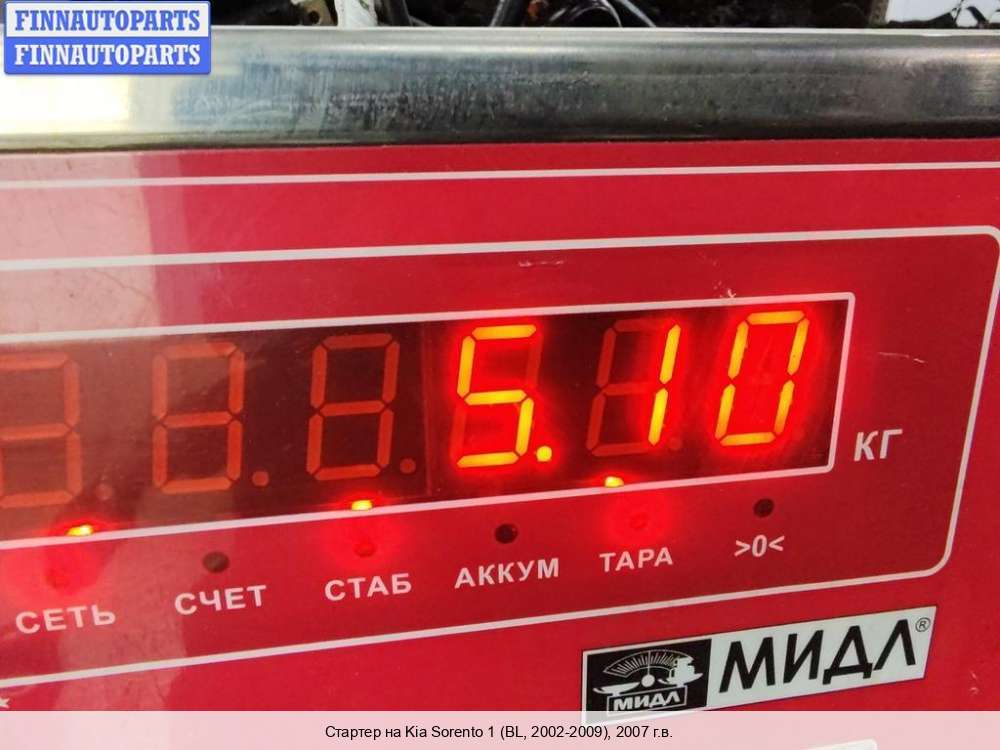 FINNAUTOPARTS
FINNAUTOPARTS
5.10
КГ
СЕТЬ СЧЕТ СТАБ АККУМ ТАРА >0<
МИДЛ МИДЛ®
Стартер на Kia Sorento 1 (BL, 2002-2009), 2007 г.в.